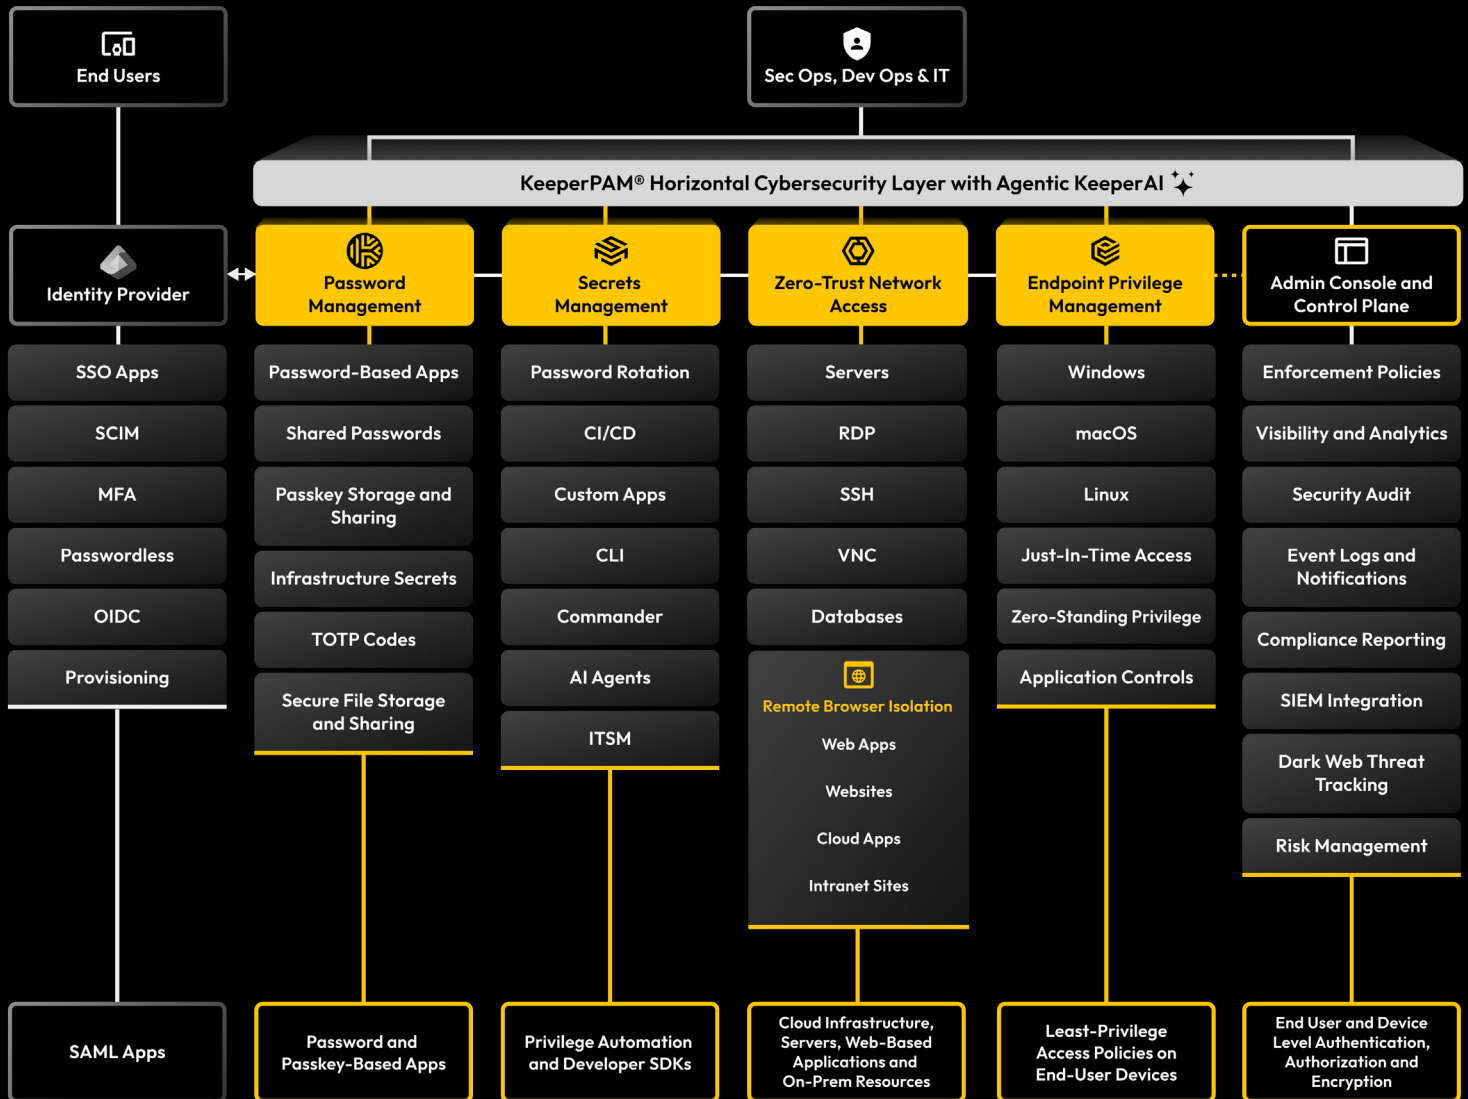 End Users
Sec Ops, Dev Ops & IT
KeeperPAM® Horizontal Cybersecurity Layer with Agentic KeeperAI
Identity Provider
SSO Apps
SCIM
MFA
Passwordless
OIDC
Provisioning
SAML Apps
Password
Management
Password-Based Apps
Shared Passwords
Passkey Storage and
Sharing
Infrastructure Secrets
TOTP Codes
Secure File Storage
and Sharing
Password and
Passkey-Based Apps
Secrets
Management
Password Rotation
CI/CD
Custom Apps
CLI
Commander
AI Agents
ITSM
Privilege Automation
and Developer SDKs
Zero-Trust Network
Access
Servers
RDP
SSH
VNC
Databases
Remote Browser Isolation
Web Apps
Websites
Cloud Apps
Intranet Sites
Cloud Infrastructure,
Servers, Web-Based
Applications and
On-Prem Resources
Endpoint Privilege
Management
Windows
macOS
Linux
Just-In-Time Access
Zero-Standing Privilege
Application Controls
Least-Privilege
Access Policies on
End-User Devices
Admin Console and
Control Plane
Enforcement Policies
Visibility and Analytics
Security Audit
Event Logs and
Notifications
Compliance Reporting
SIEM Integration
Dark Web Threat
Tracking
Risk Management
End User and Device
Level Authentication,
Authorization and
Encryption